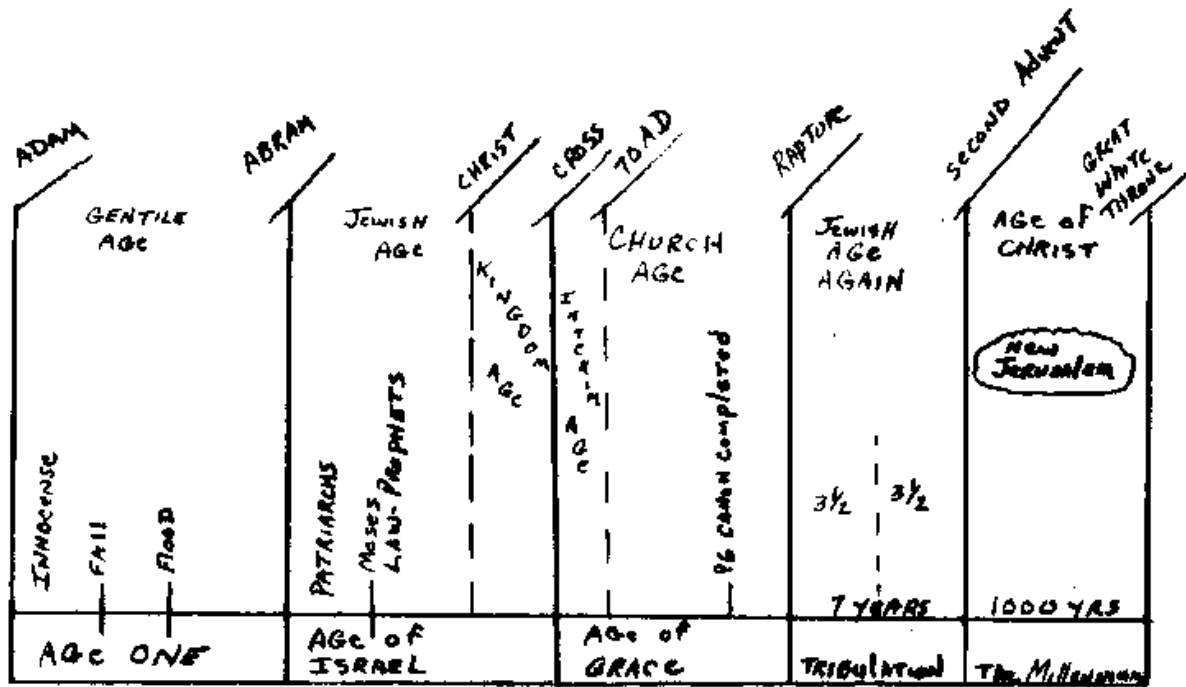 ADAM
ABRAM
CHRIST
CROSS
70 AD
RAPTURE
SECOND ADVENT
GREAT
WHITE
THRONE
GENTILE
AGE
JEWISH
AGE
KINGDOM
AGE
INTERIM
AGE
CHURCH
AGE
JEWISH
AGE
AGAIN
AGE of
CHRIST
NEW
JERUSALEM
INNOCENSE
FAll
FlooD
PATRIARCHS
Moses
LAW-PROPHETS
96 CANON Completed
3½
3½
7 YEARS
1000 YRS
AGE ONE
AGE of
ISRAEL
AGE of
GRACE
TRIBULATION
The Millennium